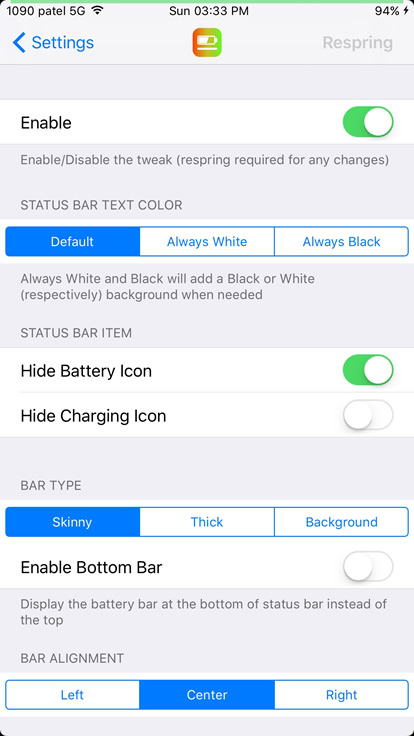 1090 patel 5G Sun 03:33 PM 94%
Settings Respring
Enable
Enable/Disable the tweak (respring required for any changes)
STATUS BAR TEXT COLOR
Default Always White Always Black
Always White and Black will add a Black or White
(respectively) background when needed
STATUS BAR ITEM
Hide Battery Icon
Hide Charging Icon
BAR TYPE
Skinny Thick Background
Enable Bottom Bar
Display the battery bar at the bottom of status bar instead of
the top
BAR ALIGNMENT
Left Center Right